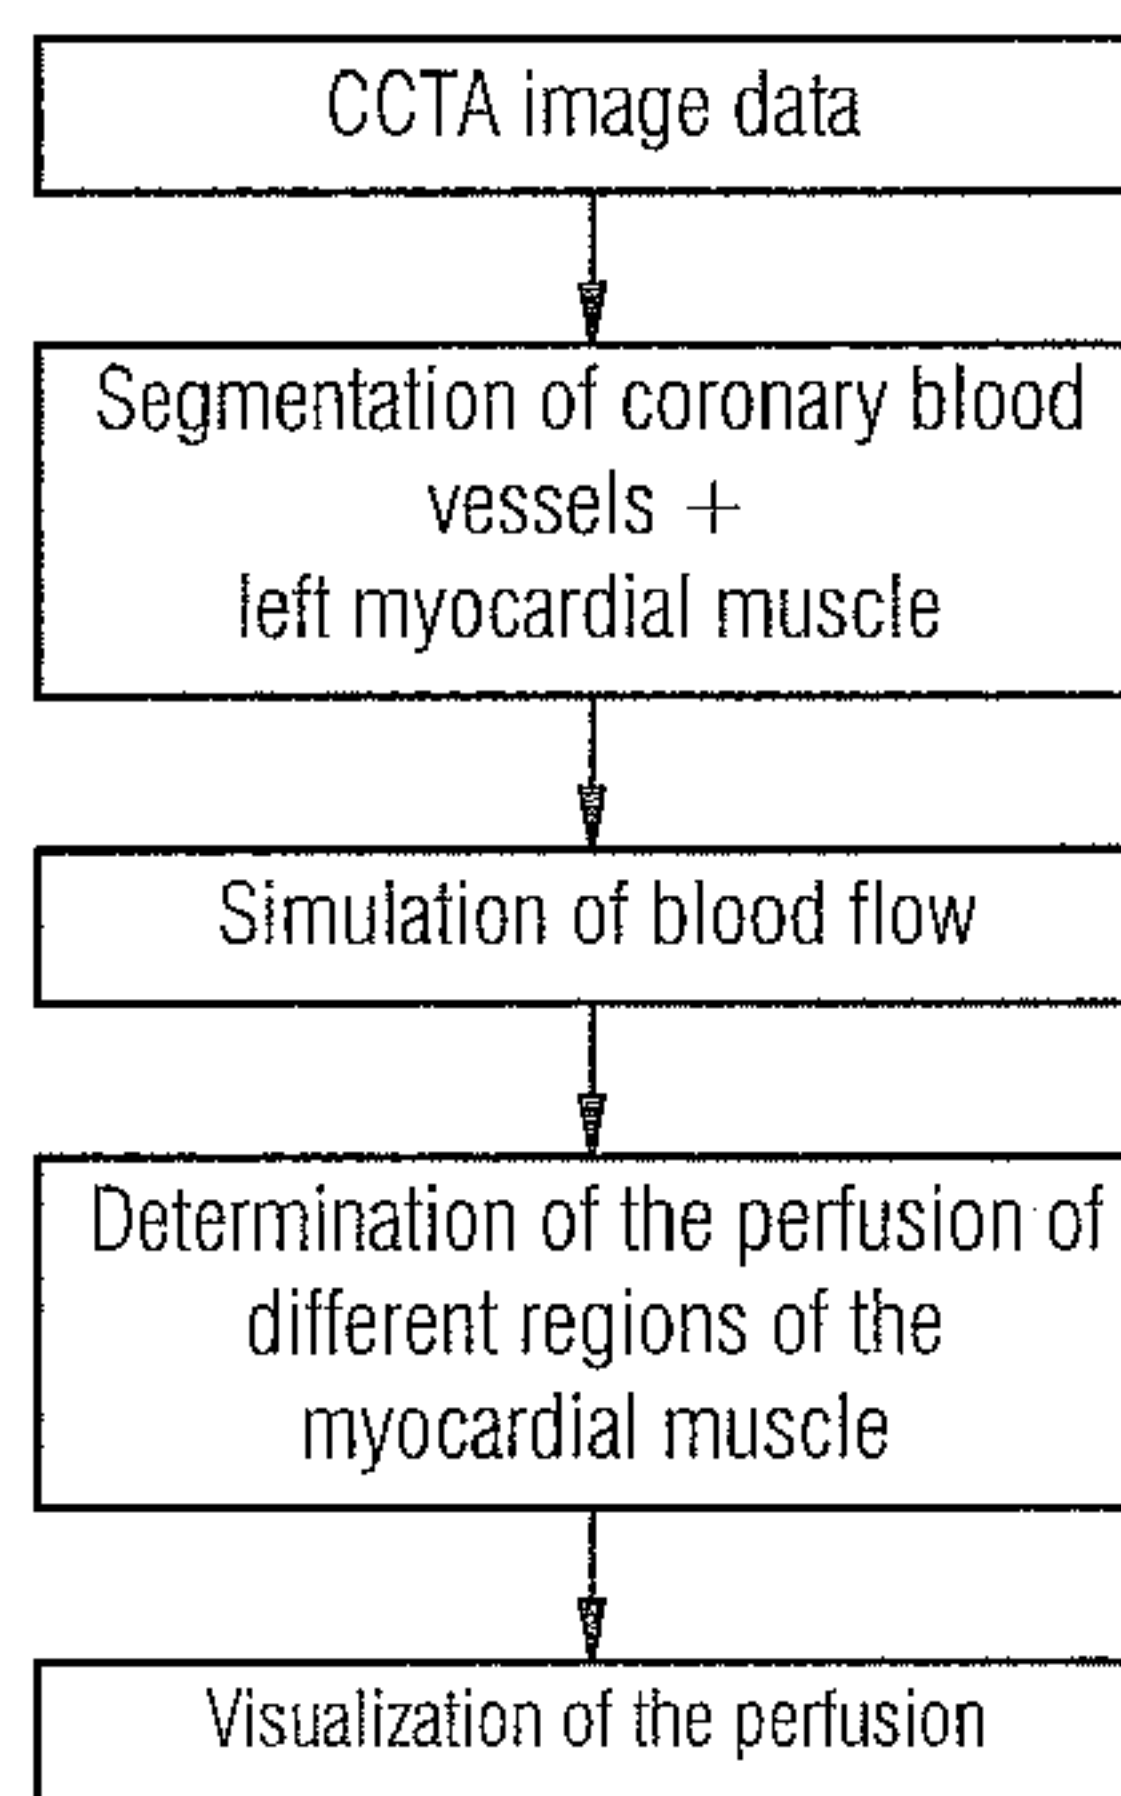 CCTA image data
Segmentation of coronary blood
vessels +
left myocardial muscle
Simulation of blood flow
Determination of the perfusion of
different regions of the
myocardial muscle
Visualization of the perfusion